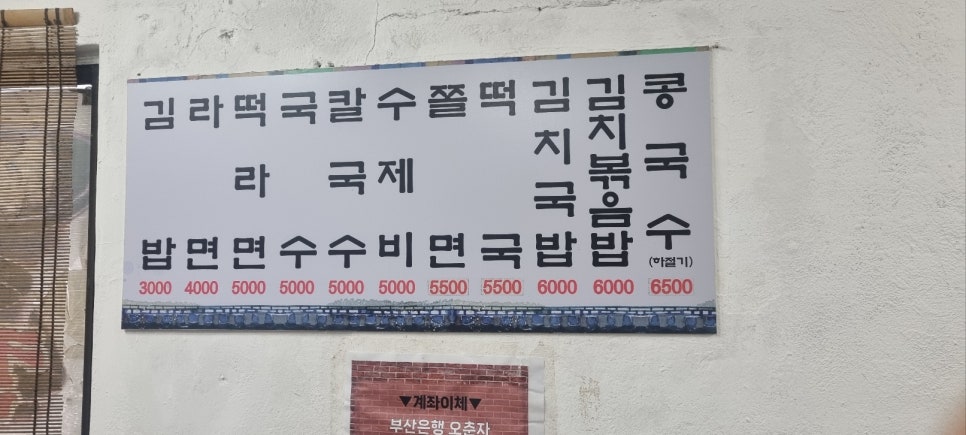 김밥 3000
라면 4000
떡라면 5000
국수 5000
칼국수 5000
수제비 5000
쫄면 5500
떡국 5500
김치국밥 6000
김치볶음밥 6000
콩국수 (하절기) 6500
▼계좌이체▼
부산은행 오춘자